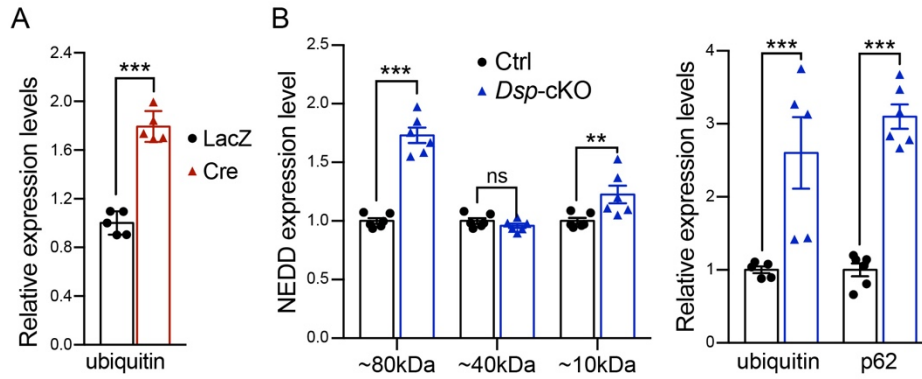 A
Relative expression levels
2.4
2.0
1.6
1.2
0.8
0.4
0.0
***
LacZ
Cre
ubiquitin
B
NEDD expression level
2.5
2.0
1.5
1.0
0.5
0.0
***
ns
**
Ctrl
Dsp-cKO
~80kDa ~40kDa ~10kDa
Relative expression levels
4
3
2
1
0
*** ***
ubiquitin p62